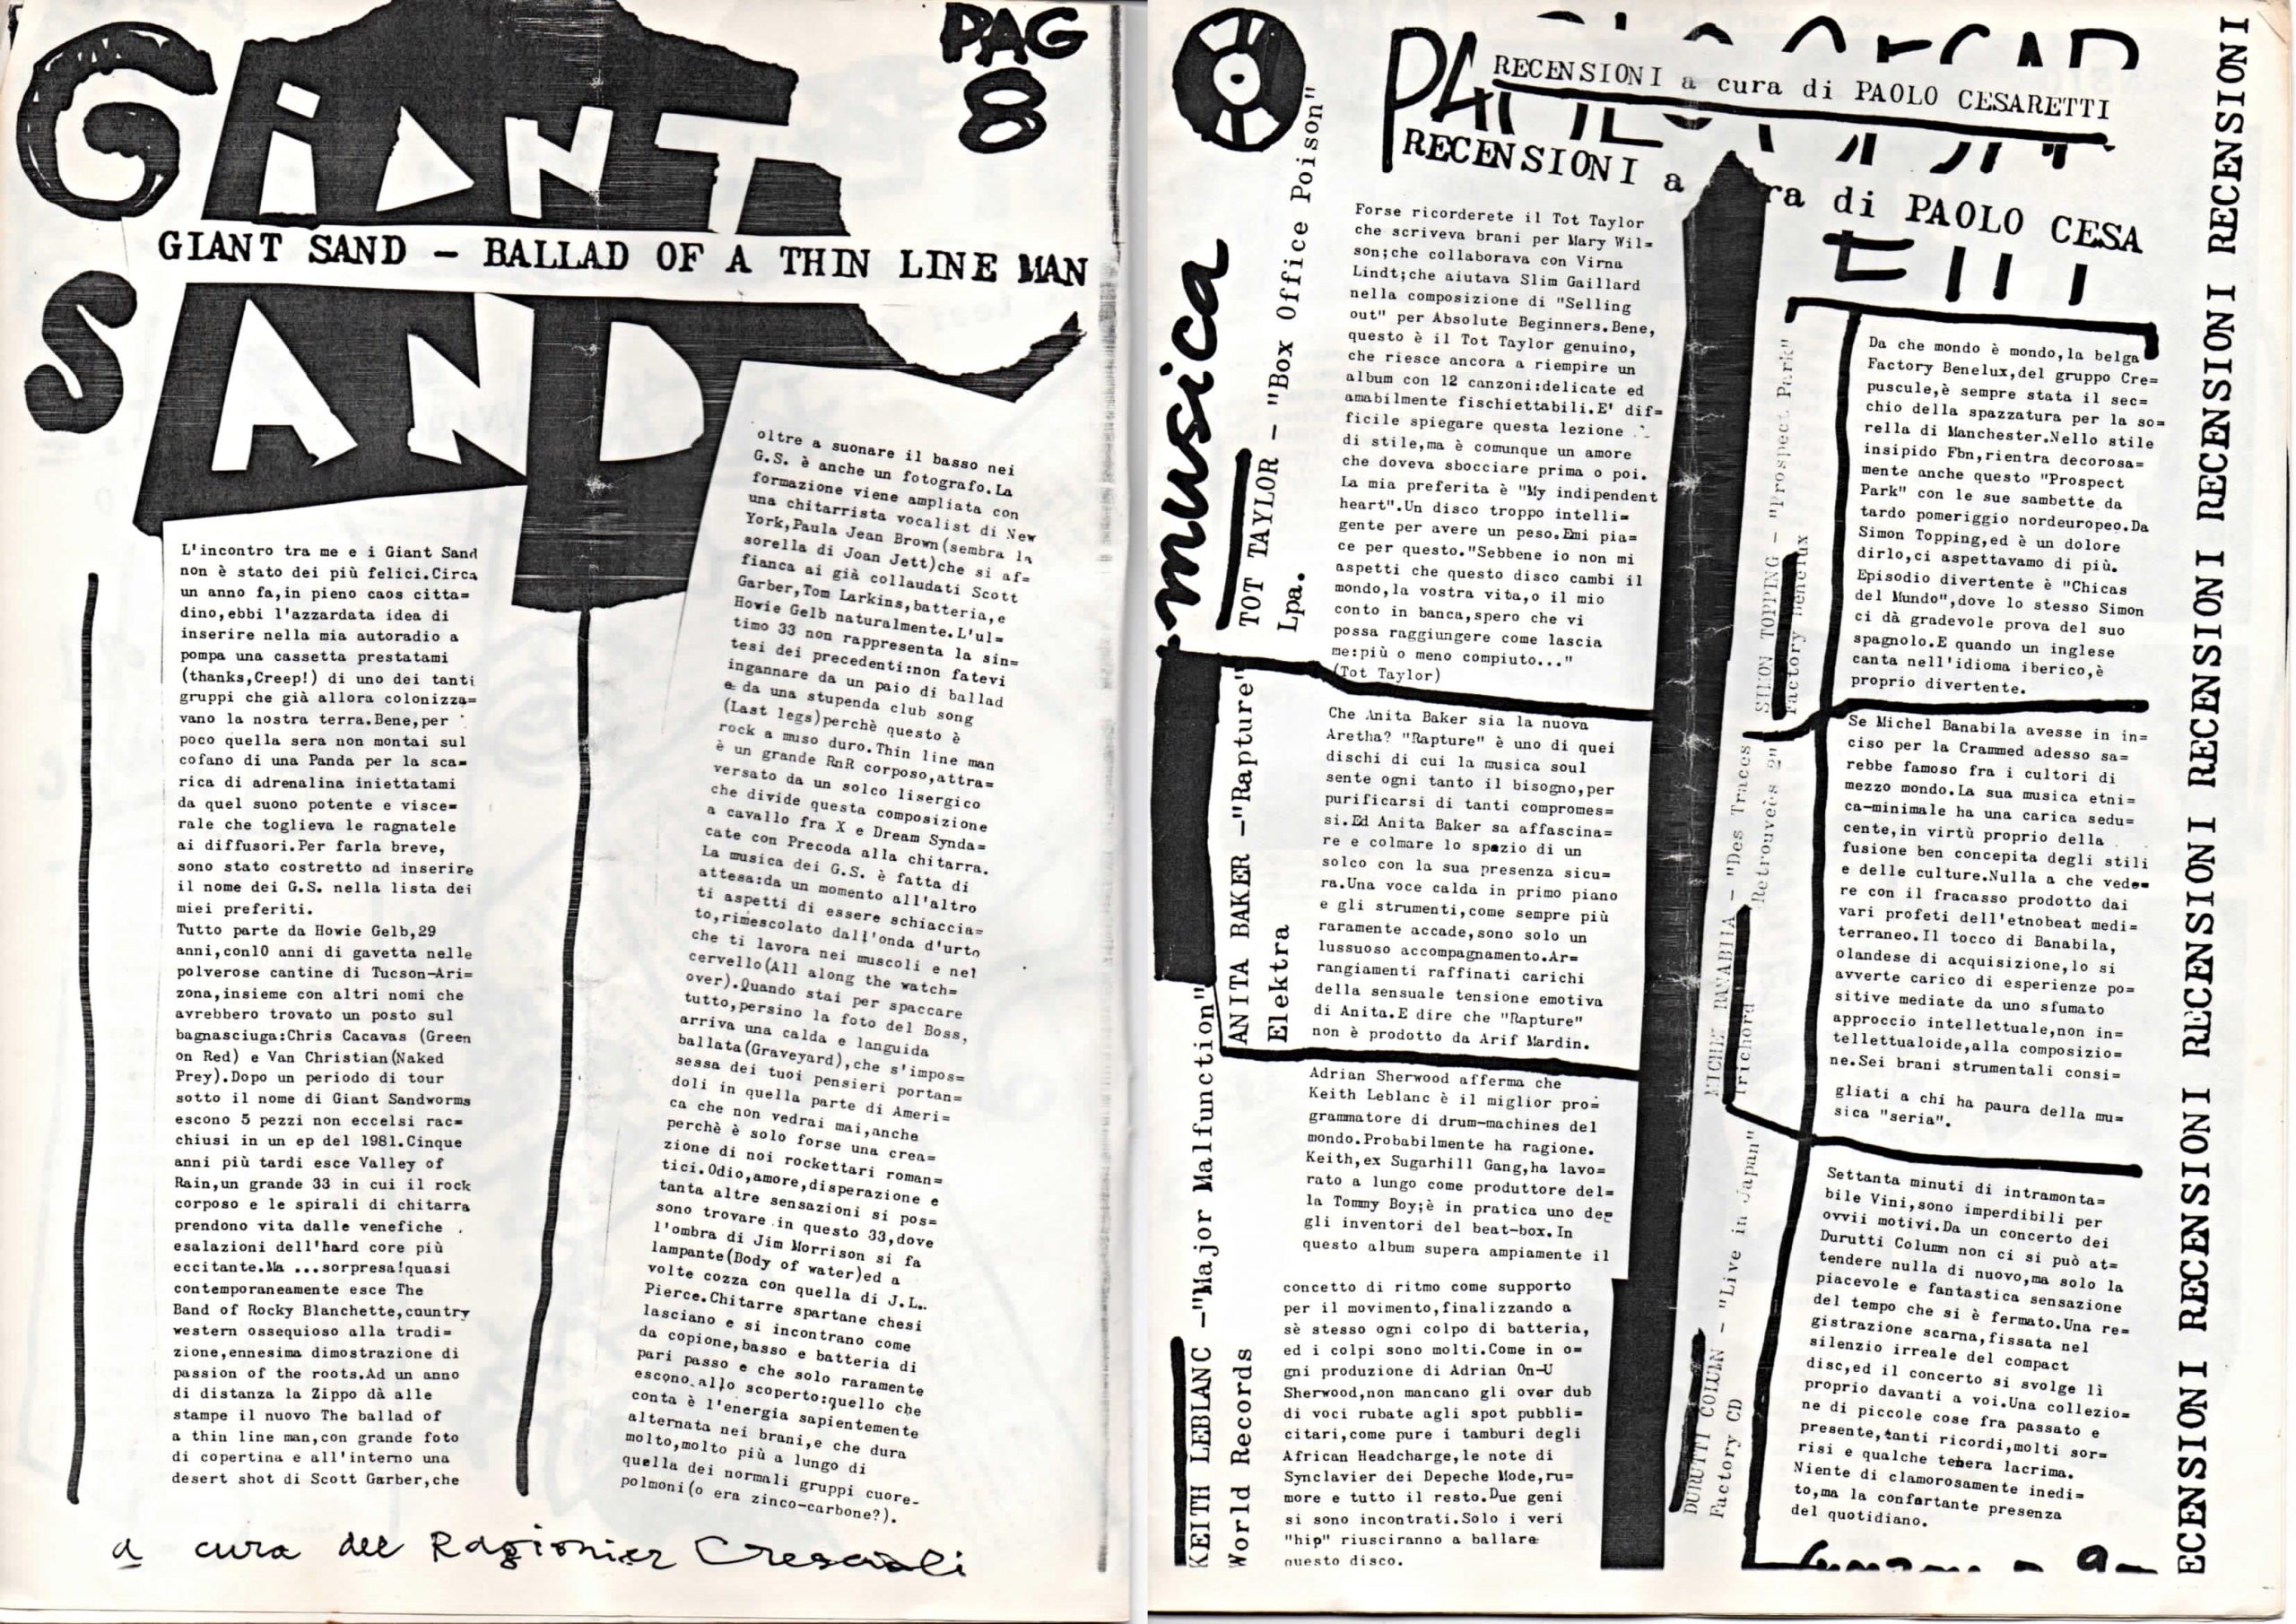 GiANT
PAG
8
GIANT SAND - BALLAD OF A THIN LINE MAN
SAND
L'incontro tra me e i Giant Sand
non è stato dei più felici.Circa
un anno fa,in pieno caos citta=
dino,ebbi l'azzardata idea di
inserire nella mia autoradio a
pompa una cassetta prestatami
(thanks,Creep!) di uno dei tanti
gruppi che già allora colonizza=
vano la nostra terra.Bene,per
poco quella sera non montai sul
cofano di una Panda per la sca=
rica di adrenalina iniettatami
da quel suono potente e visce=
rale che toglieva le ragnatele
ai diffusori.Per farla breve,
sono stato costretto ad inserire
il nome dei G.S. nella lista dei
miei preferiti.
Tutto parte da Howie Gelb,29
anni,con10 anni di gavetta nelle
polverose cantine di Tucson-Ari=
zona,insieme con altri nomi che
avrebbero trovato un posto sul
bagnasciuga:Chris Cacavas (Green
on Red) e Van Christian(Naked
Prey).Dopo un periodo di tour
sotto il nome di Giant Sandworms
escono 5 pezzi non eccelsi rac=
chiusi in un ep del 1981.Cinque
anni più tardi esce Valley of
Rain,un grande 33 in cui il rock
corposo e le spirali di chitarra
prendono vita dalle venefiche .
esalazioni dell'hard core più
eccitante.Ma ...sorpresa!quasi
contemporaneamente esce The
Band of Rocky Blanchette,country
western ossequioso alla tradi=
zione,ennesima dimostrazione di
passion of the roots.Ad un anno
di distanza la Zippo dà alle
stampe il nuovo The ballad of
a thin line man,con grande foto
di copertina e all'interno una
desert shot di Scott Garber,che
oltre a suonare il basso nei
G.S. è anche un fotografo.La
formazione viene ampliata con
una chitarrista vocalist di New
York,Paula Jean Brown(sembra la
sorella di Joan Jett)che si af=
fianca ai già collaudati Scott
Garber,Tom Larkins,batteria,e
Howie Gelb naturalmente.L'ul=
timo 33 non rappresenta la sin=
tesi dei precedenti:non fatevi
ingannare da un paio di ballad
e da una stupenda club song
(Last legs)perchè questo è
rock a muso duro.Thin line man
è un grande RnR corposo,attra=
versato da un solco lisergico
che divide questa composizione
a cavallo fra X e Dream Synda=
cate con Precoda alla chitarra.
La musica dei G.S. è fatta di
attesa:da un momento all'altro
ti aspetti di essere schiaccia=
to,rimescolato dall'onda d'urto
che ti lavora nei muscoli e nel
cervello(All along the watch=
over).Quando stai per spaccare
tutto,persino la foto del Boss,
arriva una calda e languida
ballata(Graveyard),che s'impos=
sessa dei tuoi pensieri portan=
doli in quella parte di Ameri=
ca che non vedrai mai,anche
perchè è solo forse una crea=
zione di noi rockettari roman=
tici.Odio,amore,disperazione e
tanta altre sensazioni si pos=
sono trovare in questo 33,dove
l'ombra di Jim Morrison si fa
lampante(Body of water)ed a
volte cozza con quella di J.L.
Pierce.Chitarre spartane chesi
lasciano e si incontrano come
da copione,basso e batteria di
pari passo e che solo raramente
escono allo scoperto:quello che
conta è l'energia sapientemente
alternata nei brani,e che dura
molto,molto più a lungo di
quella dei normali gruppi cuore-
polmoni(o era zinco-carbone?).
a cura del Ragionier Crescioli
RECENSIONI a cura di PAOLO CESARETTI
RECENSIONI a ra di PAOLO CESA
musica
TOT TAYLOR - "Box Office Poison"
Lpa.
Forse ricorderete il Tot Taylor
che scriveva brani per Mary Wil=
son;che collaborava con Virna
Lindt;che aiutava Slim Gaillard
nella composizione di "Selling
out" per Absolute Beginners.Bene,
questo è il Tot Taylor genuino,
che riesce ancora a riempire un
album con 12 canzoni:delicate ed
amabilmente fischiettabili.E' dif=
ficile spiegare questa lezione
di stile,ma è comunque un amore
che doveva sbocciare prima o poi.
La mia preferita è "My indipendent
heart".Un disco troppo intelli=
gente per avere un peso.Emi pia=
ce per questo."Sebbene io non mi
aspetti che questo disco cambi il
mondo,la vostra vita,o il mio
conto in banca,spero che vi
possa raggiungere come lascia
me:più o meno compiuto..."
(Tot Taylor)
ANITA BAKER -"Rapture"
Elektra
Che Anita Baker sia la nuova
Aretha? "Rapture" è uno di quei
dischi di cui la musica soul
sente ogni tanto il bisogno,per
purificarsi di tanti compromes=
si.Ed Anita Baker sa affascina=
re e colmare lo spazio di un
solco con la sua presenza sicu=
ra.Una voce calda in primo piano
e gli strumenti,come sempre più
raramente accade,sono solo un
lussuoso accompagnamento.Ar=
rangiamenti raffinati carichi
della sensuale tensione emotiva
di Anita.E dire che "Rapture"
non è prodotto da Arif Mardin.
KEITH LEBLANC -"Major Malfunction"
World Records
Adrian Sherwood afferma che
Keith Leblanc è il miglior pro=
grammatore di drum-machines del
mondo.Probabilmente ha ragione.
Keith,ex Sugarhill Gang,ha lavo=
rato a lungo come produttore del=
la Tommy Boy;è in pratica uno de
gli inventori del beat-box.In
questo album supera ampiamente il
concetto di ritmo come supporto
per il movimento,finalizzando a
sè stesso ogni colpo di batteria,
ed i colpi sono molti.Come in o=
gni produzione di Adrian On-U
Sherwood,non mancano gli over dub
di voci rubate agli spot pubbli=
citari,come pure i tamburi degli
African Headcharge,le note di
Synclavier dei Depeche Mode,ru=
more e tutto il resto.Due geni
si sono incontrati.Solo i veri
"hip" riusciranno a ballare
questo disco.
SIMON TOPPING - "Prospect Park"
Factory Benelux
Da che mondo è mondo,la belga
Factory Benelux,del gruppo Cre=
puscule,è sempre stata il sec=
chio della spazzatura per la so=
rella di Manchester.Nello stile
insipido Fbn,rientra decorosa=
mente anche questo "Prospect
Park" con le sue sambette da
tardo pomeriggio nordeuropeo.Da
Simon Topping,ed è un dolore
dirlo,ci aspettavamo di più.
Episodio divertente è "Chicas
del Mundo",dove lo stesso Simon
ci dà gradevole prova del suo
spagnolo.E quando un inglese
canta nell'idioma iberico,è
proprio divertente.
MICHEL BANABILA - "Des Traces
Retrouveès 2"
Trichord
Se Michel Banabila avesse in in=
ciso per la Crammed adesso sa=
rebbe famoso fra i cultori di
mezzo mondo.La sua musica etni=
ca-minimale ha una carica sedu=
cente,in virtù proprio della
fusione ben concepita degli stili
e delle culture.Nulla a che vede=
re con il fracasso prodotto dai
vari profeti dell'etnobeat medi=
terraneo.Il tocco di Banabila,
olandese di acquisizione,lo si
avverte carico di esperienze po=
sitive mediate da uno sfumato
approccio intellettuale,non in=
tellettualoide,alla composizio=
ne.Sei brani strumentali consi=
gliati a chi ha paura della mu=
sica "seria".
DURUTTI COLUMN - "Live in Japan"
Factory CD
Settanta minuti di intramonta=
bile Vini,sono imperdibili per
ovvii motivi.Da un concerto dei
Durutti Column non ci si può at=
tendere nulla di nuovo,ma solo la
piacevole e fantastica sensazione
del tempo che si è fermato.Una re=
gistrazione scarna,fissata nel
silenzio irreale del compact
disc,ed il concerto si svolge lì
proprio davanti a voi.Una collezio=
ne di piccole cose fra passato e
presente,tanti ricordi,molti sor=
risi e qualche tenera lacrima.
Niente di clamorosamente inedi=
to,ma la confortante presenza
del quotidiano.
ECENSIONI RECENSIONI RECENSIONI RECENSIONI RECENSIONI RECENSIONI